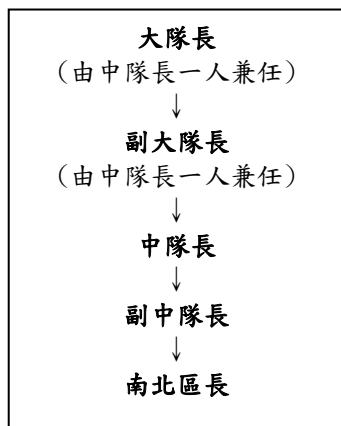 大隊長
（由中隊長一人兼任）
↓
副大隊長
（由中隊長一人兼任）
↓
中隊長
↓
副中隊長
↓
南北區長